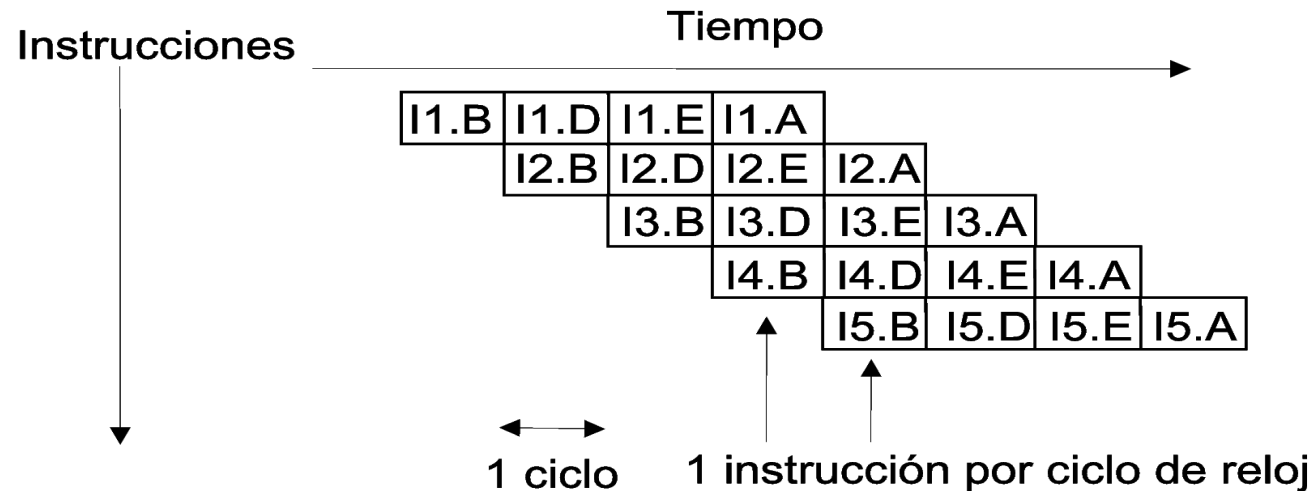 Tiempo
Instrucciones
I1.B I1.D I1.E I1.A
I2.B I2.D I2.E I2.A
I3.B I3.D I3.E I3.A
I4.B I4.D I4.E I4.A
I5.B I5.D I5.E I5.A
1 ciclo
1 instrucción por ciclo de reloj